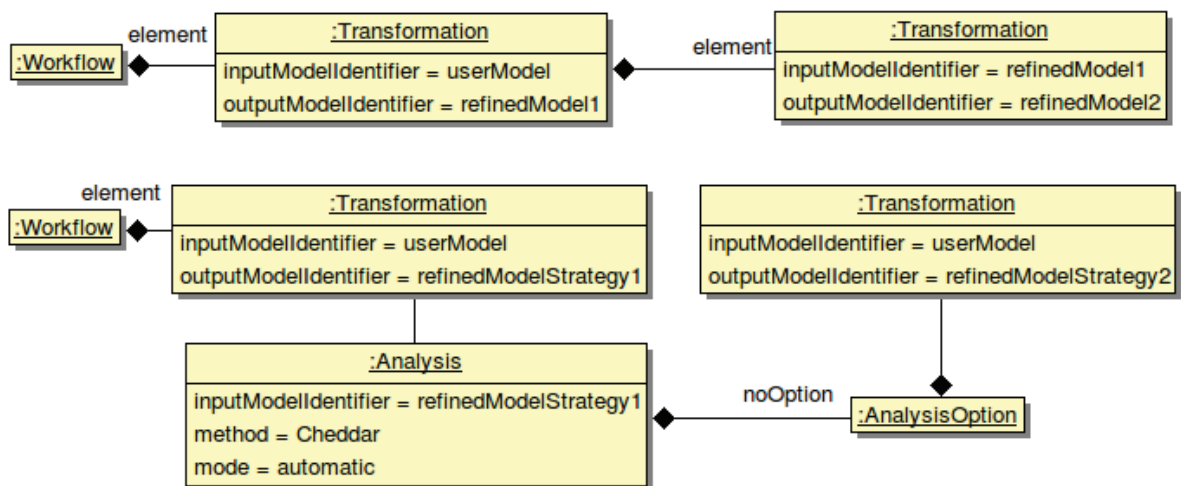 element
:Transformation
:Workflow
inputModelIdentifier = userModel
outputModelIdentifier = refinedModel1
element
:Transformation
inputModelIdentifier = refinedModel1
outputModelIdentifier = refinedModel2
element
:Transformation
:Workflow
inputModelIdentifier = userModel
outputModelIdentifier = refinedModelStrategy1
:Transformation
inputModelIdentifier = userModel
outputModelIdentifier = refinedModelStrategy2
:Analysis
inputModelIdentifier = refinedModelStrategy1
method = Cheddar
mode = automatic
noOption
:AnalysisOption